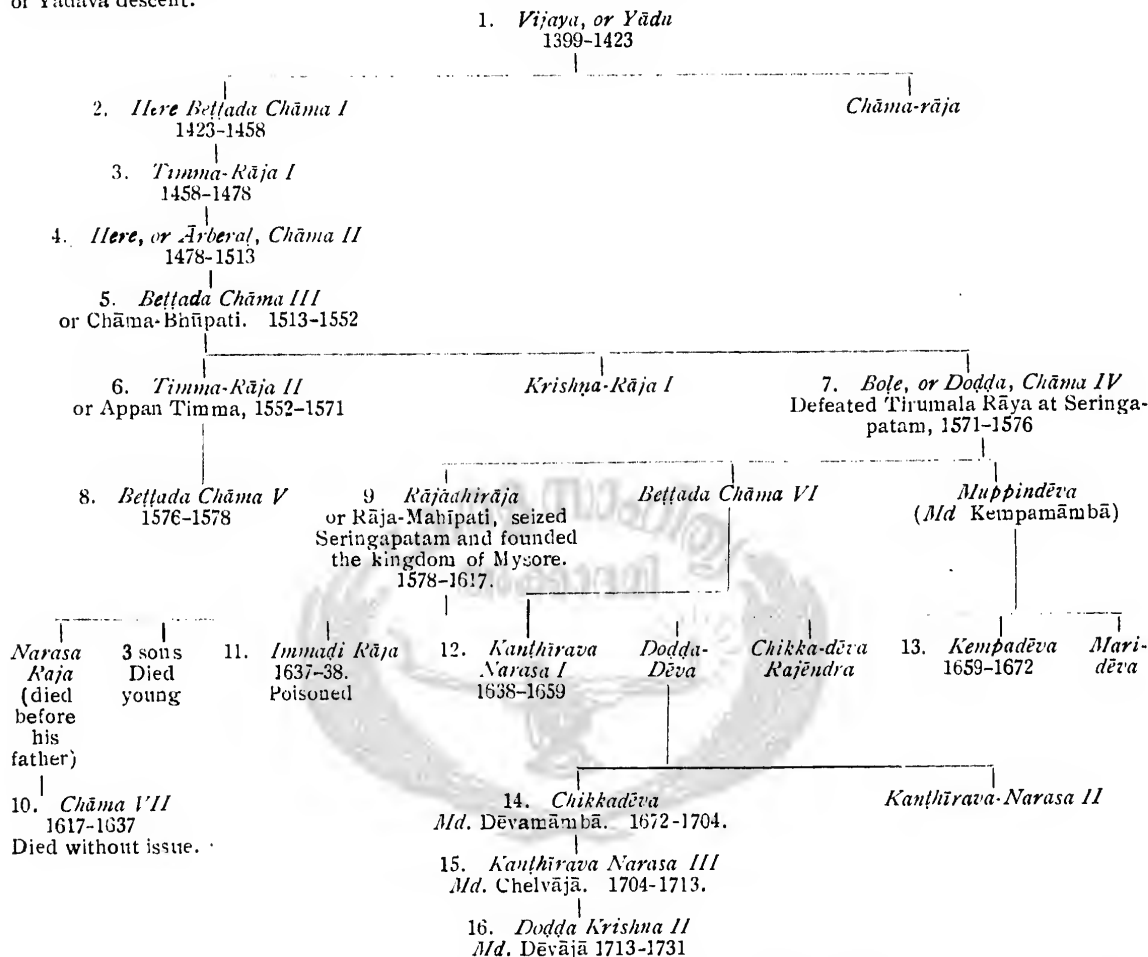 or Yādava descent.
1. Vijaya, or Yādu
1399-1423
2. Here Beṭṭada Chāma I
1423-1458
Chāma-rāja
3. Timma-Rāja I
1458-1478
4. Here, or Ārberaḷ, Chāma II
1478-1513
5. Beṭṭada Chāma III
or Chāma-Bhūpati. 1513-1552
6. Timma-Rāja II
or Appan Timma, 1552-1571
Krishṇa-Rāja I
7. Bole, or Doḍḍa, Chāma IV
Defeated Tirumala Rāya at Seringa-
patam, 1571-1576
8. Beṭṭada Chāma V
1576-1578
9 Rājādhirāja
or Rāja-Mahīpati, seized
Seringapatam and founded
the kingdom of Mysore.
1578-1617.
Beṭṭada Chāma VI
Muppindēva
(Md Kempamāmbā)
Narasa
Raja
(died
before
his
father)
3 sons
Died
young
11. Immaḍi Rāja
1637-38.
Poisoned
12. Kanṭhīrava
Narasa I
1638-1659
Doḍḍa-
Dēva
Chikka-dēva
Rajēndra
13. Kempadēva
1659-1672
Mari-
dēva
10. Chāma VII
1617-1637
Died without issue.
14. Chikkadēva
Md. Dēvamāmbā. 1672-1704.
Kanṭhīrava-Narasa II
15. Kanṭhīrava Narasa III
Md. Chelvājā. 1704-1713.
16. Doḍḍa Krishna II
Md. Dēvājā 1713-1731